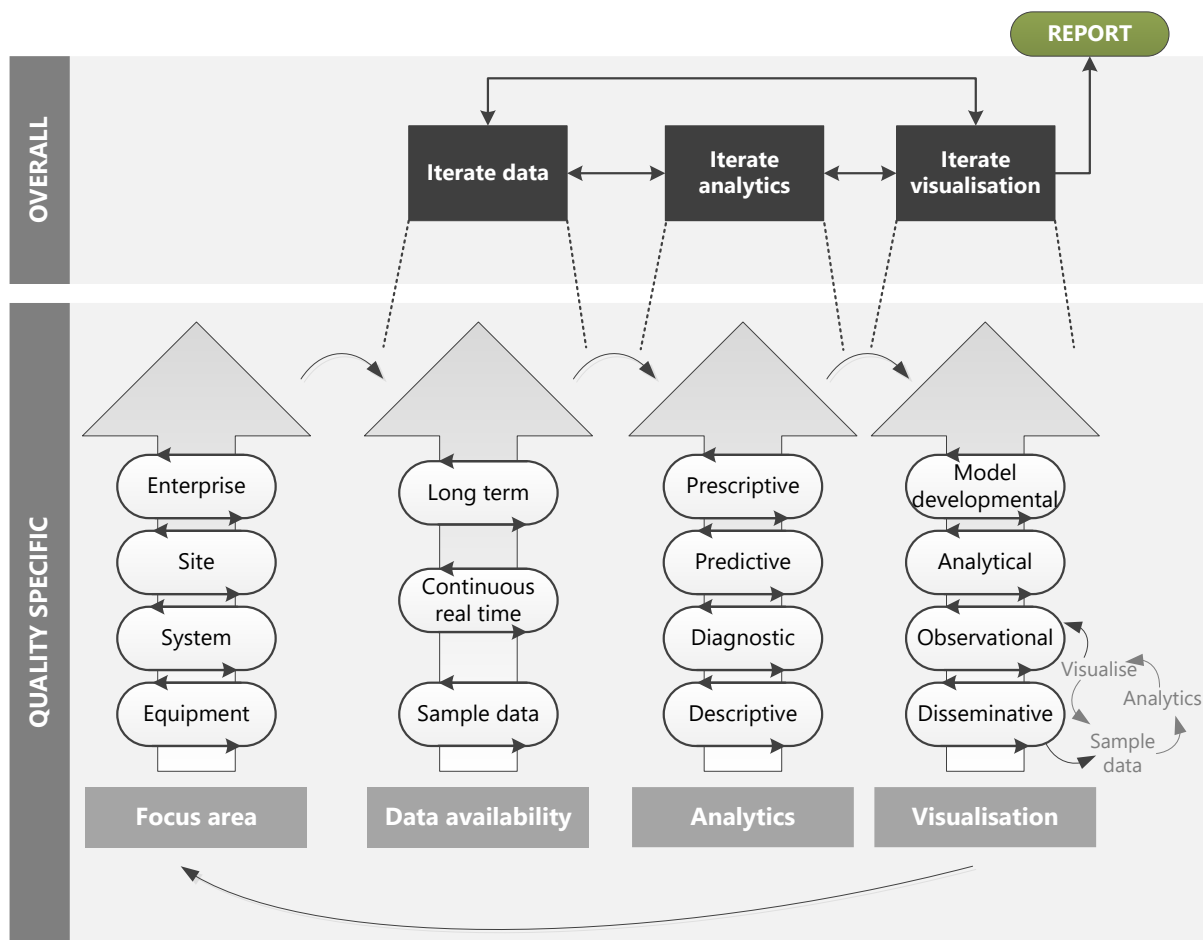 REPORT
OVERALL
Iterate data
Iterate
analytics
Iterate
visualisation
QUALITY SPECIFIC
Enterprise
Site
System
Equipment
Focus area
Long term
Continuous
real time
Sample data
Data availability
Prescriptive
Predictive
Diagnostic
Descriptive
Analytics
Model
developmental
Analytical
Observational
Disseminative
Visualisation
Visualise
Analytics
Sample
data